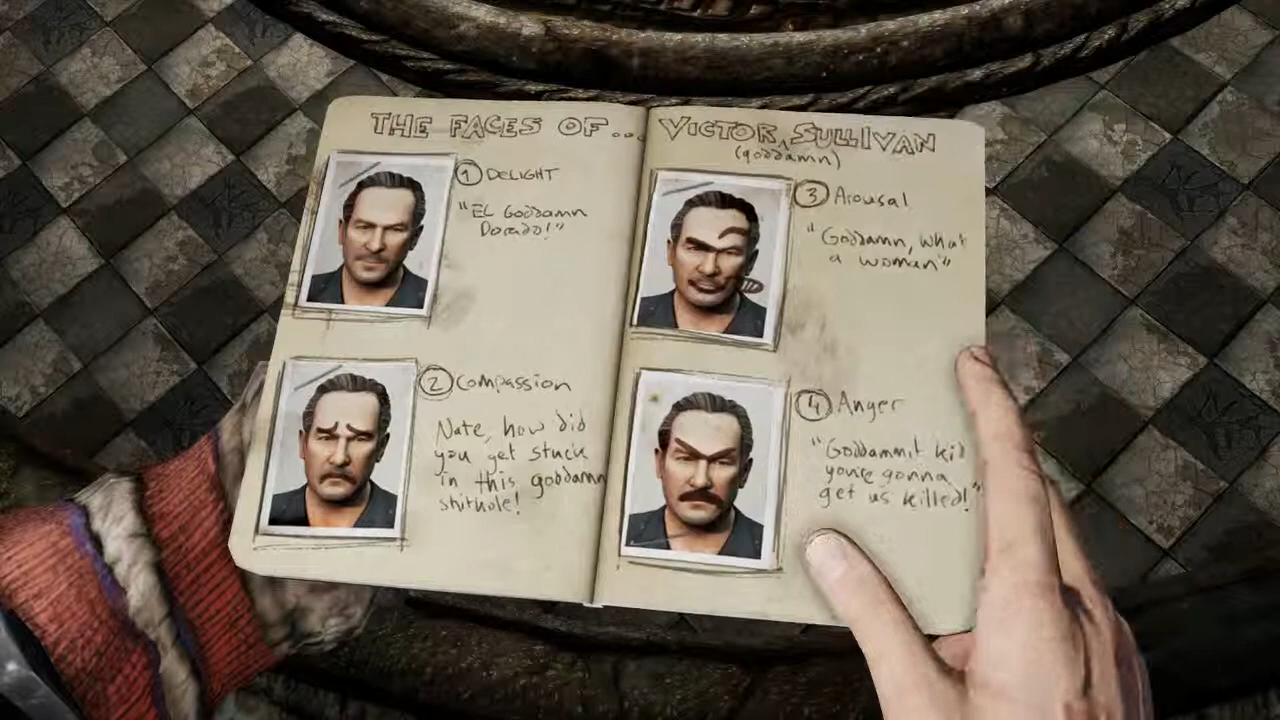 THE FACES OF... VICTOR SULLIVAN
(goddamn)
1 DELIGHT
"EL Goddamn
Dorado!"
2 Compassion
Nate, how did
you get stuck
in this goddamn
shithole!
3 Arousal
"Goddamn, what
a woman"
4 Anger
"Goddamnit kid
you're gonna
get us killed!"